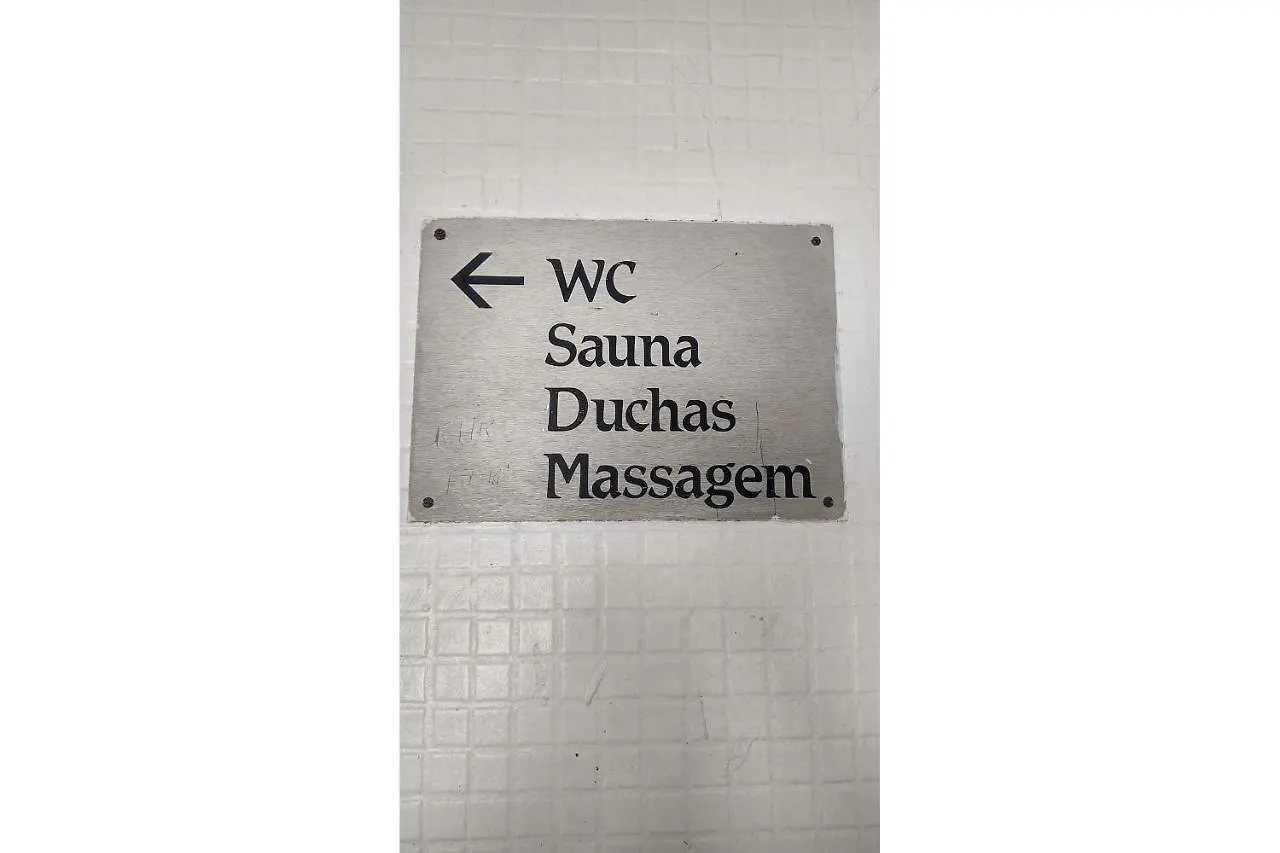 ← WC
Sauna
Duchas
Massagem